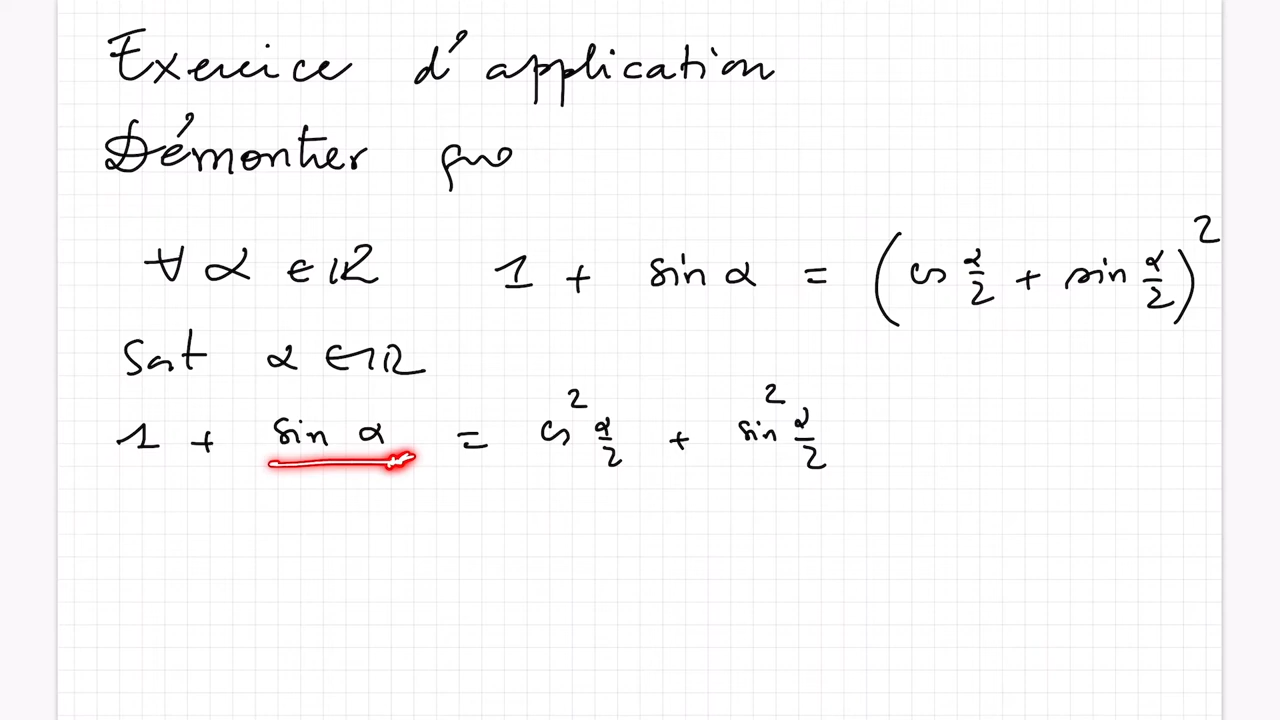 Exercice d'application
Démontrer que
∀ α ∈ ℝ 1 + sin α = (cos α/2 + sin α/2)²
Soit α ∈ ℝ
1 + sin α = cos² α/2 + sin² α/2